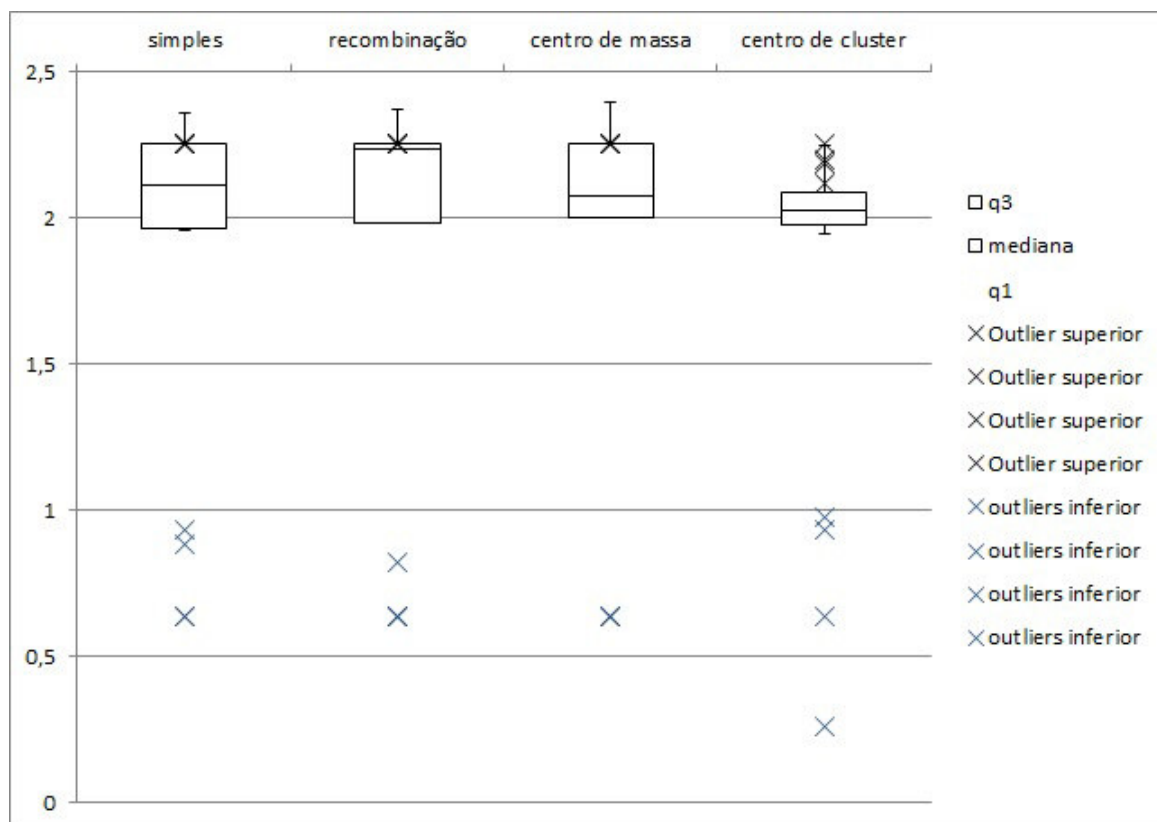 simples recombinação centro de massa centro de cluster
2,5
2
1,5
1
0,5
0
q3
mediana
q1
Outlier superior
Outlier superior
Outlier superior
Outlier superior
outliers inferior
outliers inferior
outliers inferior
outliers inferior